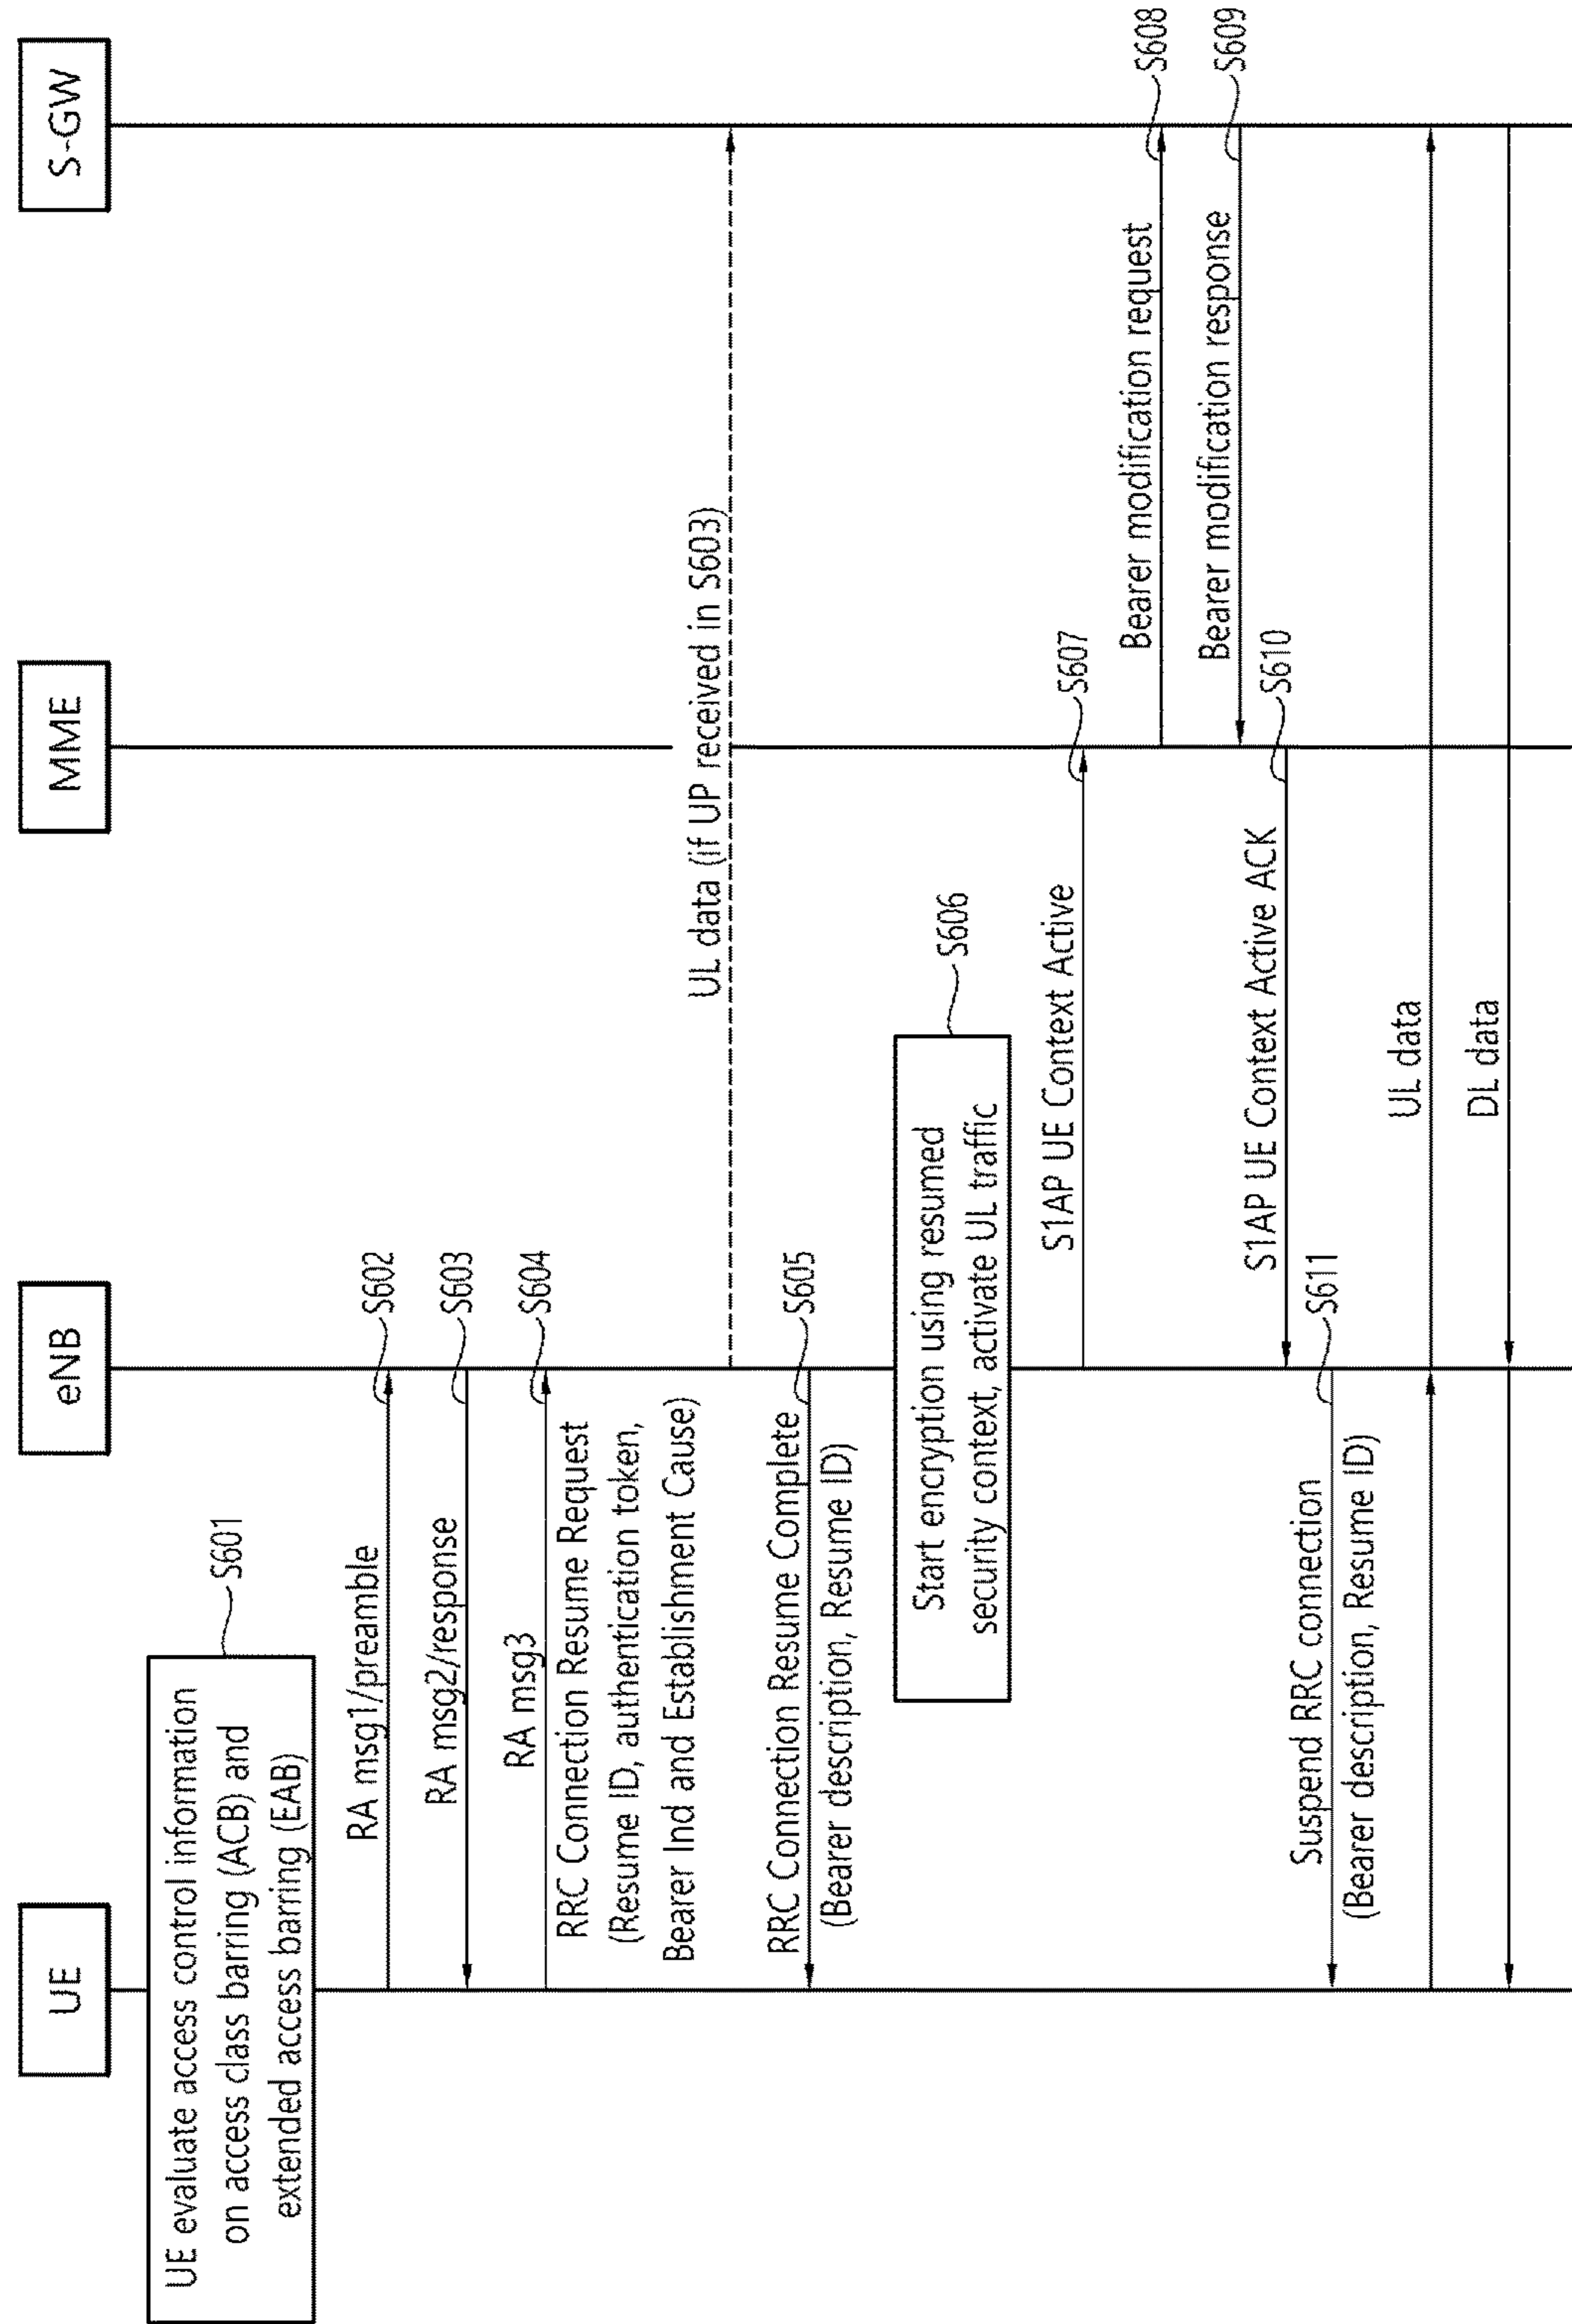 UE
eNB
MME
S-GW
UE evaluate access control information
on access class barring (ACB) and
extended access barring (EAB)
S601
RA msg1/preamble
S602
RA msg2/response
S603
RA msg3
S604
RRC Connection Resume Request
(Resume ID, authentication token,
Bearer Ind and Establishment Cause)
UL data (if UP received in S603)
RRC Connection Resume Complete
S605
(Bearer description, Resume ID)
Start encryption using resumed
security context, activate UL traffic
S606
S1AP UE Context Active
S607
Bearer modification request
S608
Bearer modification response
S609
S1AP UE Context Active ACK
S610
Suspend RRC connection
S611
(Bearer description, Resume ID)
UL data
DL data